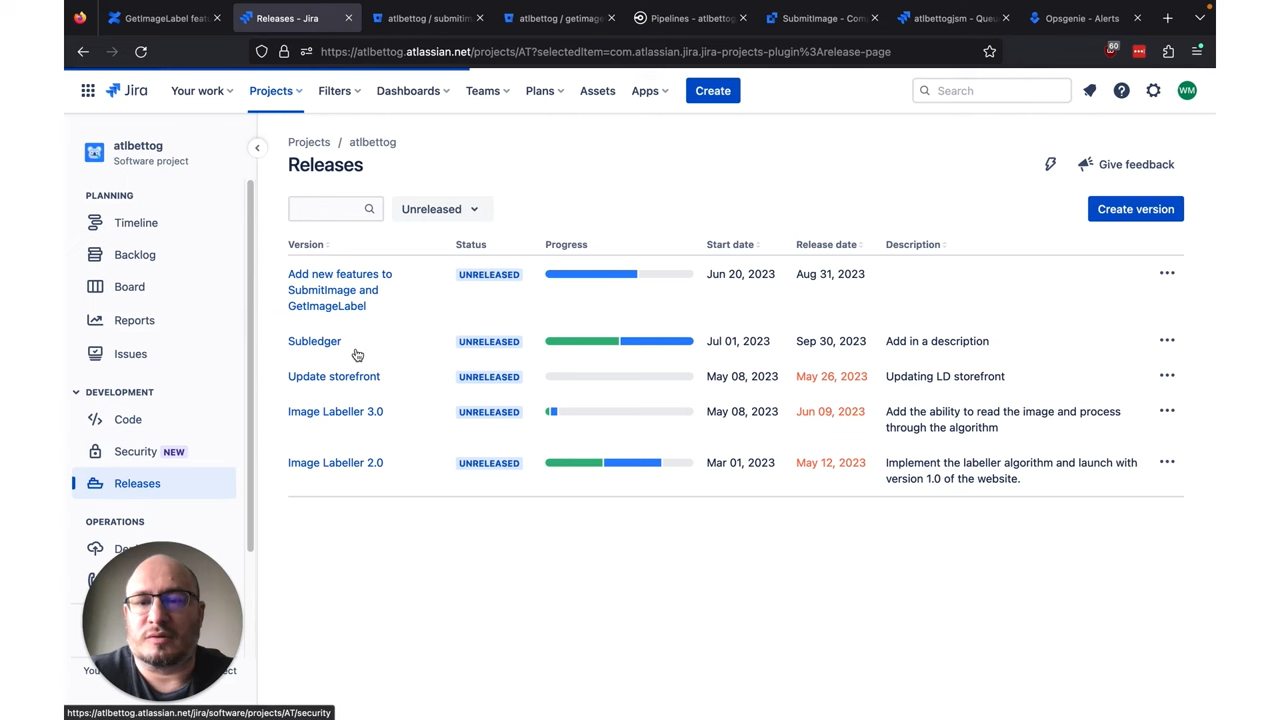 GetImageLabel feat
Releases - Jira
atlbettog / submitim
atlbettog / getimage
Pipelines - atlbettog
SubmitImage - Com
atlbettogjsm - Queu
Opsgenie - Alerts
https://atlbettog.atlassian.net/projects/AT?selectedItem=com.atlassian.jira.jira-projects-plugin%3Arelease-page
60
Jira
Your work
Projects
Filters
Dashboards
Teams
Plans
Assets
Apps
Create
Search
WM
atlbettog
Software project
PLANNING
Timeline
Backlog
Board
Reports
Issues
DEVELOPMENT
Code
Security NEW
Releases
OPERATIONS
Projects / atlbettog
Releases
Give feedback
Unreleased
Create version
Version Status Progress Start date Release date Description
Add new features to
SubmitImage and
GetImageLabel
UNRELEASED Jun 20, 2023 Aug 31, 2023
Subledger UNRELEASED Jul 01, 2023 Sep 30, 2023 Add in a description
Update storefront UNRELEASED May 08, 2023 May 26, 2023 Updating LD storefront
Image Labeller 3.0 UNRELEASED May 08, 2023 Jun 09, 2023 Add the ability to read the image and process
through the algorithm
Image Labeller 2.0 UNRELEASED Mar 01, 2023 May 12, 2023 Implement the labeller algorithm and launch with
version 1.0 of the website.
https://atlbettog.atlassian.net/jira/software/projects/AT/security